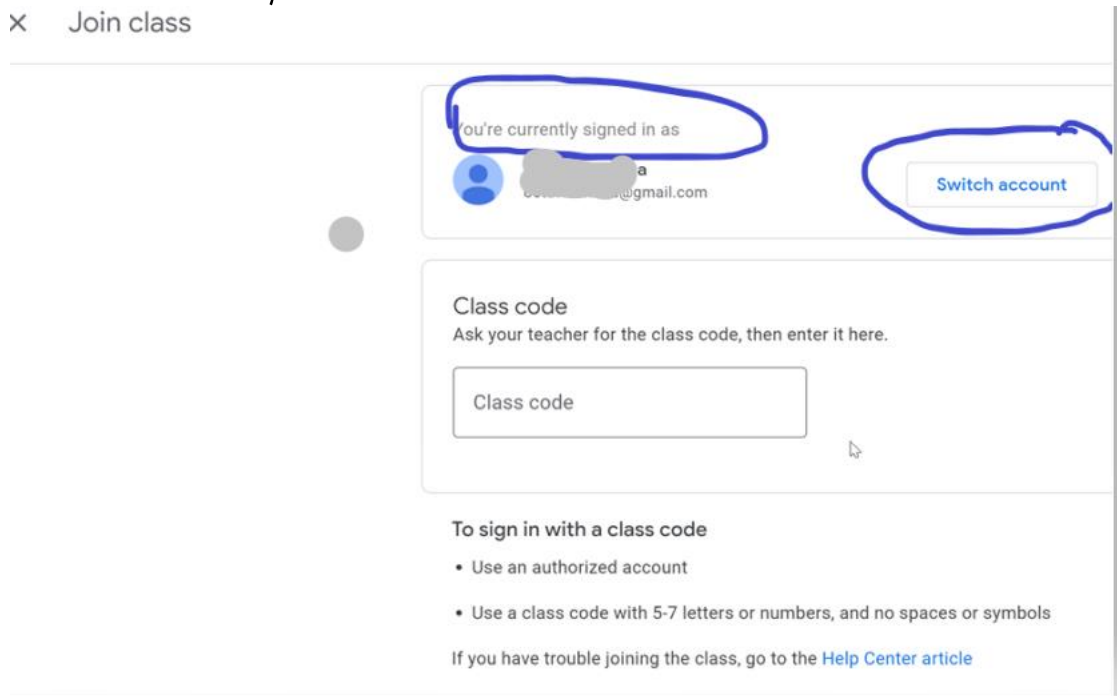 Join class
You're currently signed in as
a
@gmail.com
Switch account
Class code
Ask your teacher for the class code, then enter it here.
Class code
To sign in with a class code
• Use an authorized account
• Use a class code with 5-7 letters or numbers, and no spaces or symbols
If you have trouble joining the class, go to the Help Center article